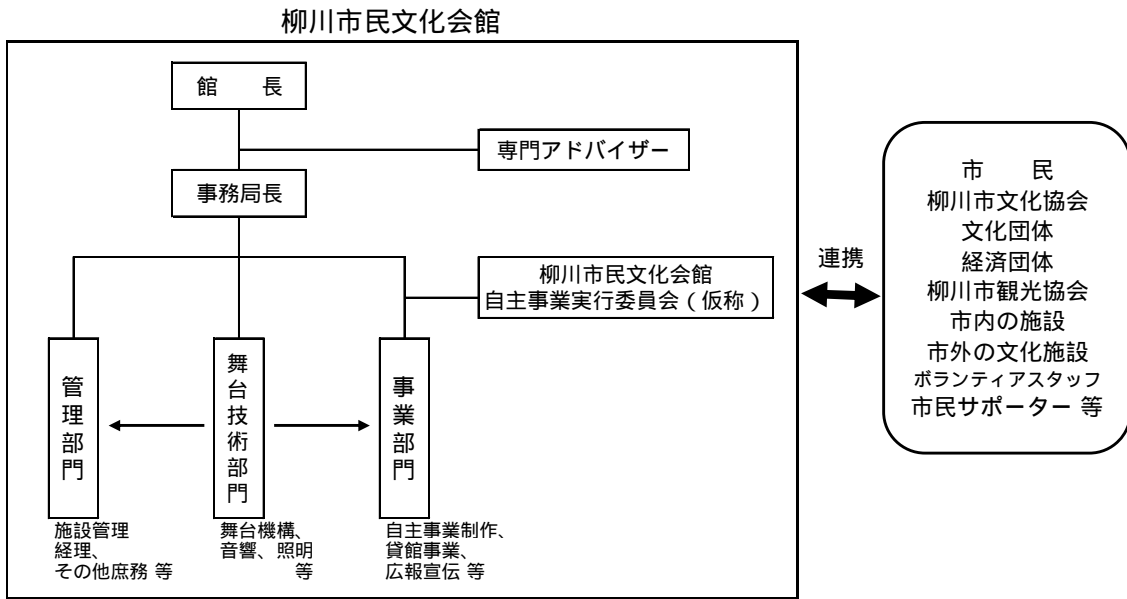 柳川市民文化会館
館　　長
専門アドバイザー
事務局長
柳川市民文化会館
自主事業実行委員会（仮称）
管理部門
舞台技術部門
事業部門
施設管理
経理、
その他庶務 等
舞台機構、
音響、照明
等
自主事業制作、
貸館事業、
広報宣伝 等
連携
市　　民
柳川市文化協会
文化団体
経済団体
柳川市観光協会
市内の施設
市外の文化施設
ボランティアスタッフ
市民サポーター 等